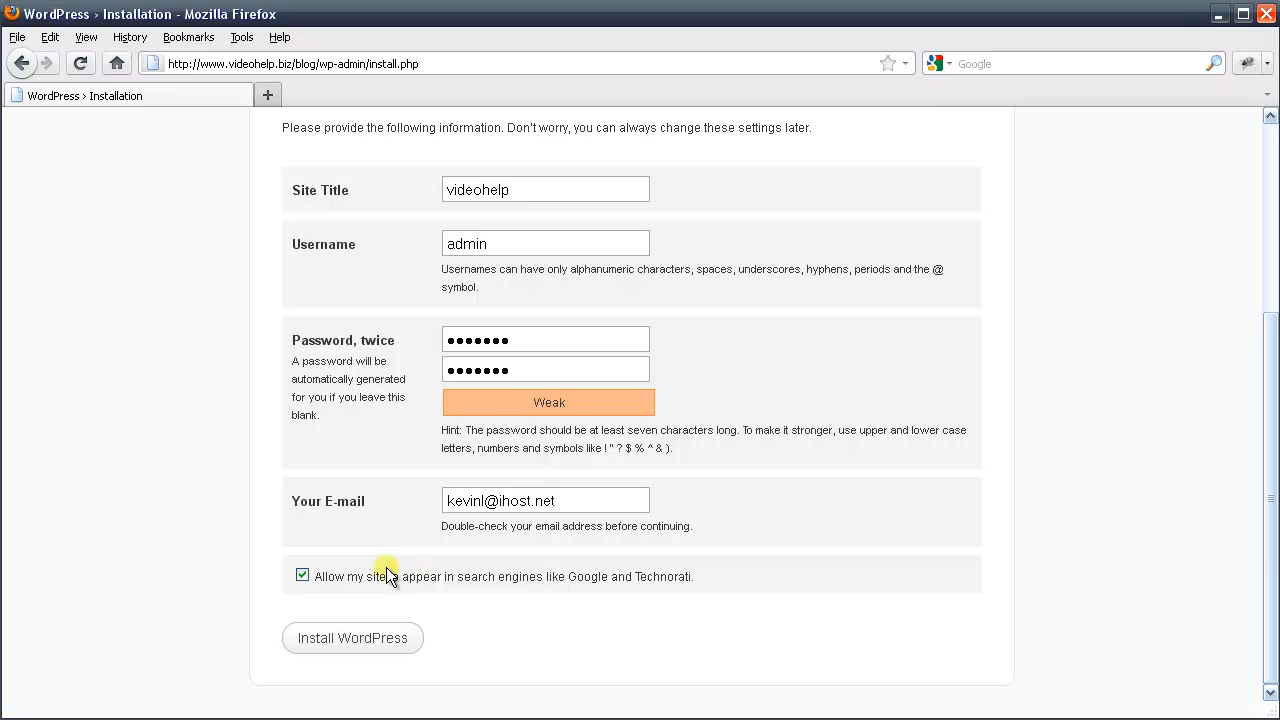 WordPress › Installation - Mozilla Firefox
File Edit View History Bookmarks Tools Help
http://www.videohelp.biz/blog/wp-admin/install.php
Google
WordPress › Installation
Please provide the following information. Don't worry, you can always change these settings later.
Site Title
videohelp
Username
admin
Usernames can have only alphanumeric characters, spaces, underscores, hyphens, periods and the @
symbol.
Password, twice
A password will be
automatically generated
for you if you leave this
blank.
•••••••
•••••••
Weak
Hint: The password should be at least seven characters long. To make it stronger, use upper and lower case
letters, numbers and symbols like ! " ? $ % ^ & ).
Your E-mail
kevinl@ihost.net
Double-check your email address before continuing.
Allow my site appear in search engines like Google and Technorati.
Install WordPress